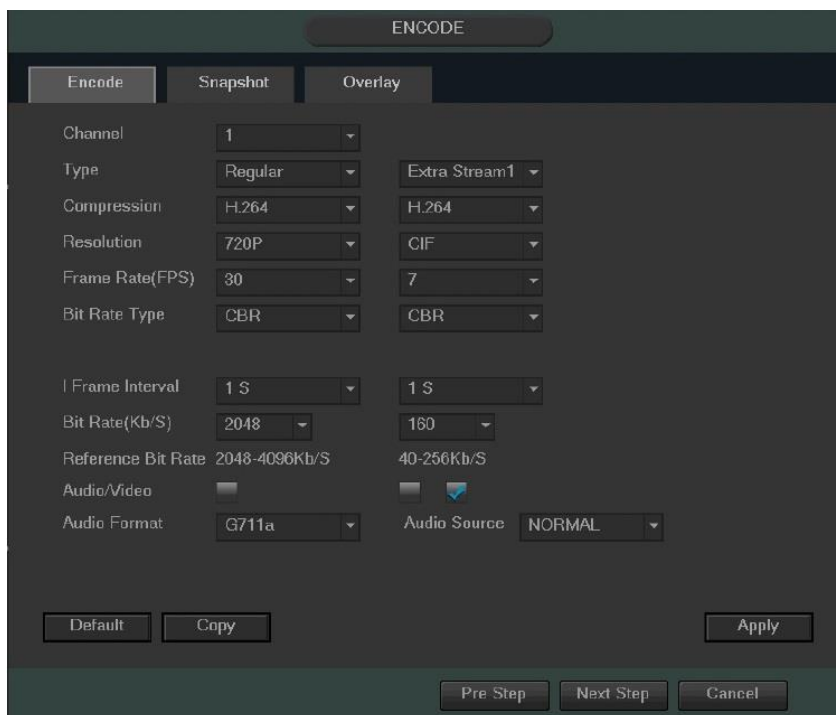 ENCODE
Encode Snapshot Overlay
Channel 1
Type Regular Extra Stream1
Compression H.264 H.264
Resolution 720P CIF
Frame Rate(FPS) 30 7
Bit Rate Type CBR CBR
I Frame Interval 1 S 1 S
Bit Rate(Kb/S) 2048 160
Reference Bit Rate 2048-4096Kb/S 40-256Kb/S
Audio/Video
Audio Format G711a Audio Source NORMAL
Default Copy Apply
Pre Step Next Step Cancel